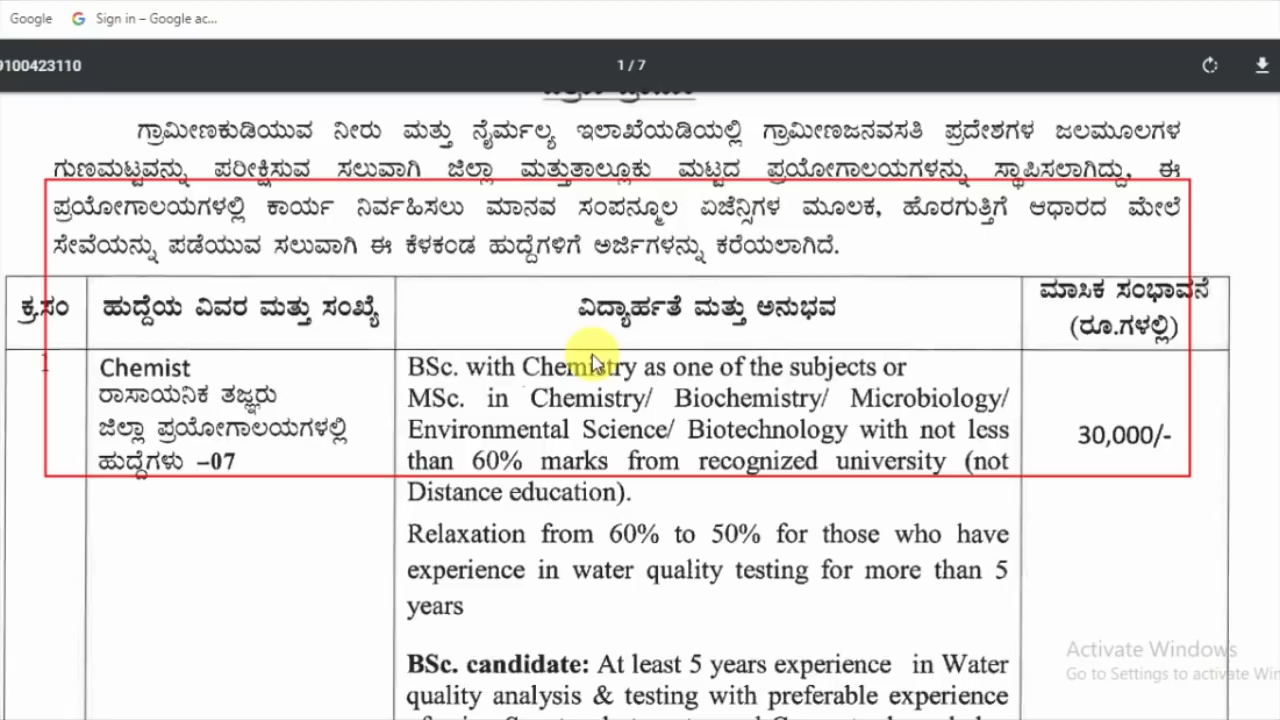 Google Sign in – Google ac...
9100423110 1 / 7
ಗ್ರಾಮೀಣಕುಡಿಯುವ ನೀರು ಮತ್ತು ನೈರ್ಮಲ್ಯ ಇಲಾಖೆಯಡಿಯಲ್ಲಿ ಗ್ರಾಮೀಣಜನವಸತಿ ಪ್ರದೇಶಗಳ ಜಲಮೂಲಗಳ
ಗುಣಮಟ್ಟವನ್ನು ಪರೀಕ್ಷಿಸುವ ಸಲುವಾಗಿ ಜಿಲ್ಲಾ ಮತ್ತುತಾಲ್ಲೂಕು ಮಟ್ಟದ ಪ್ರಯೋಗಾಲಯಗಳನ್ನು ಸ್ಥಾಪಿಸಲಾಗಿದ್ದು, ಈ
ಪ್ರಯೋಗಾಲಯಗಳಲ್ಲಿ ಕಾರ್ಯ ನಿರ್ವಹಿಸಲು ಮಾನವ ಸಂಪನ್ಮೂಲ ಏಜೆನ್ಸಿಗಳ ಮೂಲಕ, ಹೊರಗುತ್ತಿಗೆ ಆಧಾರದ ಮೇಲೆ
ಸೇವೆಯನ್ನು ಪಡೆಯುವ ಸಲುವಾಗಿ ಈ ಕೆಳಕಂಡ ಹುದ್ದೆಗಳಿಗೆ ಅರ್ಜಿಗಳನ್ನು ಕರೆಯಲಾಗಿದೆ.
ಕ್ರ.ಸಂ ಹುದ್ದೆಯ ವಿವರ ಮತ್ತು ಸಂಖ್ಯೆ ವಿದ್ಯಾರ್ಹತೆ ಮತ್ತು ಅನುಭವ ಮಾಸಿಕ ಸಂಭಾವನೆ
(ರೂ.ಗಳಲ್ಲಿ)
1 Chemist
ರಾಸಾಯನಿಕ ತಜ್ಞರು
ಜಿಲ್ಲಾ ಪ್ರಯೋಗಾಲಯಗಳಲ್ಲಿ
ಹುದ್ದೆಗಳು –07
BSc. with Chemistry as one of the subjects or
MSc. in Chemistry/ Biochemistry/ Microbiology/
Environmental Science/ Biotechnology with not less
than 60% marks from recognized university (not
Distance education).
Relaxation from 60% to 50% for those who have
experience in water quality testing for more than 5
years
BSc. candidate: At least 5 years experience in Water
quality analysis & testing with preferable experience
30,000/-
Activate Windows
Go to Settings to activate Win